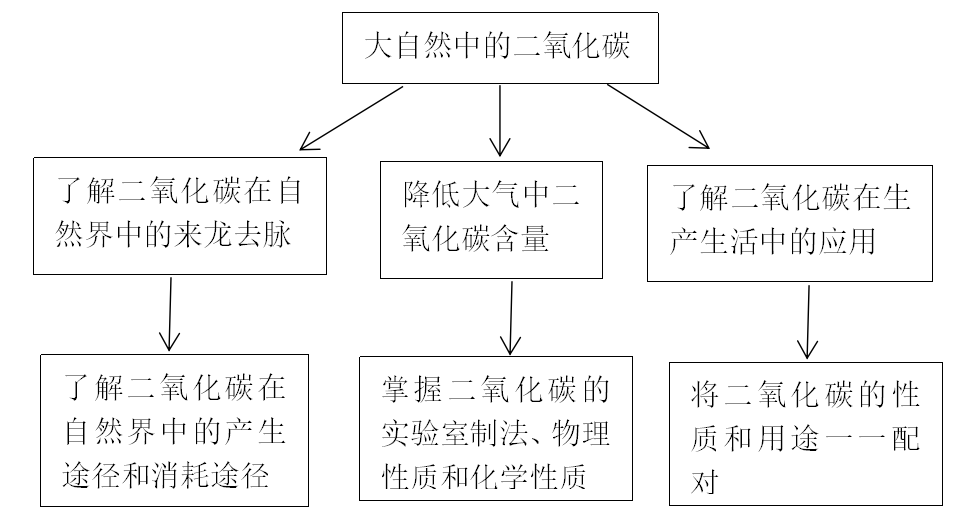 大自然中的二氧化碳
了解二氧化碳在自
然界中的来龙去脉
降低大气中二
氧化碳含量
了解二氧化碳在生
产生活中的应用
了解二氧化碳在
自然界中的产生
途径和消耗途径
掌握二氧化碳的
实验室制法、物理
性质和化学性质
将二氧化碳的性
质和用途一一配
对